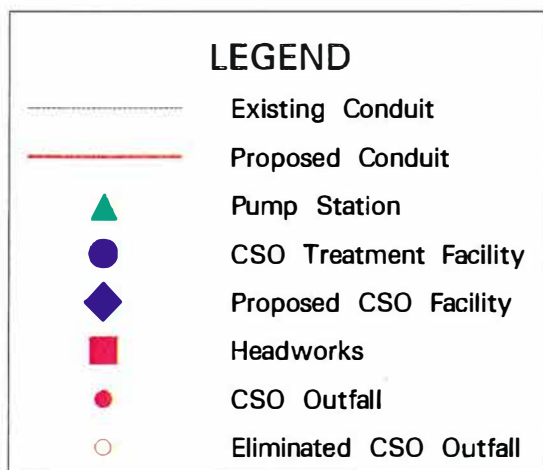 LEGEND
Existing Conduit
Proposed Conduit
Pump Station
CSO Treatment Facility
Proposed CSO Facility
Headworks
CSO Outfall
Eliminated CSO Outfall